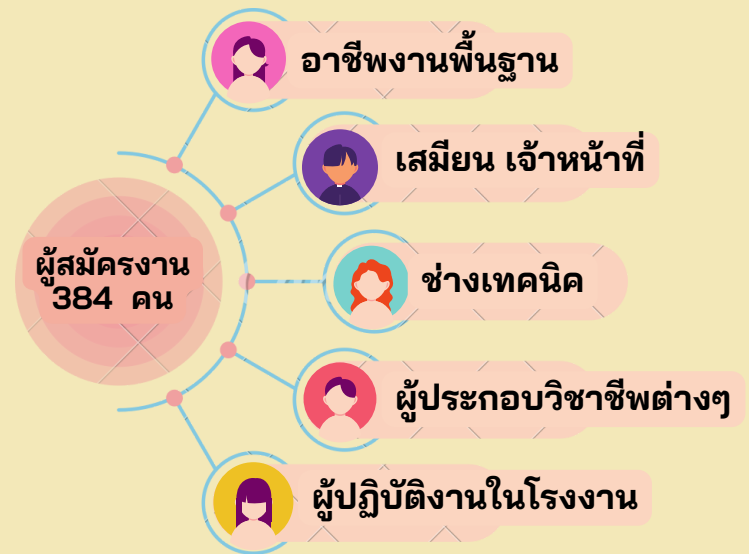 อาชีพงานพื้นฐาน
เสมียน เจ้าหน้าที่
ผู้สมัครงาน
384 คน
ช่างเทคนิค
ผู้ประกอบวิชาชีพต่างๆ
ผู้ปฏิบัติงานในโรงงาน